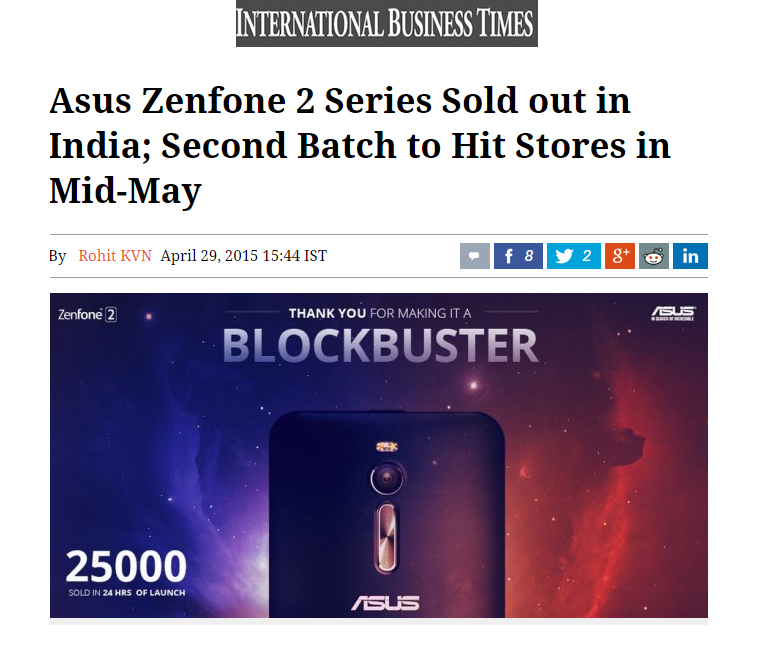 INTERNATIONAL BUSINESS TIMES
Asus Zenfone 2 Series Sold out in
India; Second Batch to Hit Stores in
Mid-May
By Rohit KVN April 29, 2015 15:44 IST
f 8 2 g+ in
Zenfone 2
THANK YOU FOR MAKING IT A
BLOCKBUSTER
ASUS
IN SEARCH OF INCREDIBLE
25000
SOLD IN 24 HRS OF LAUNCH
ASUS